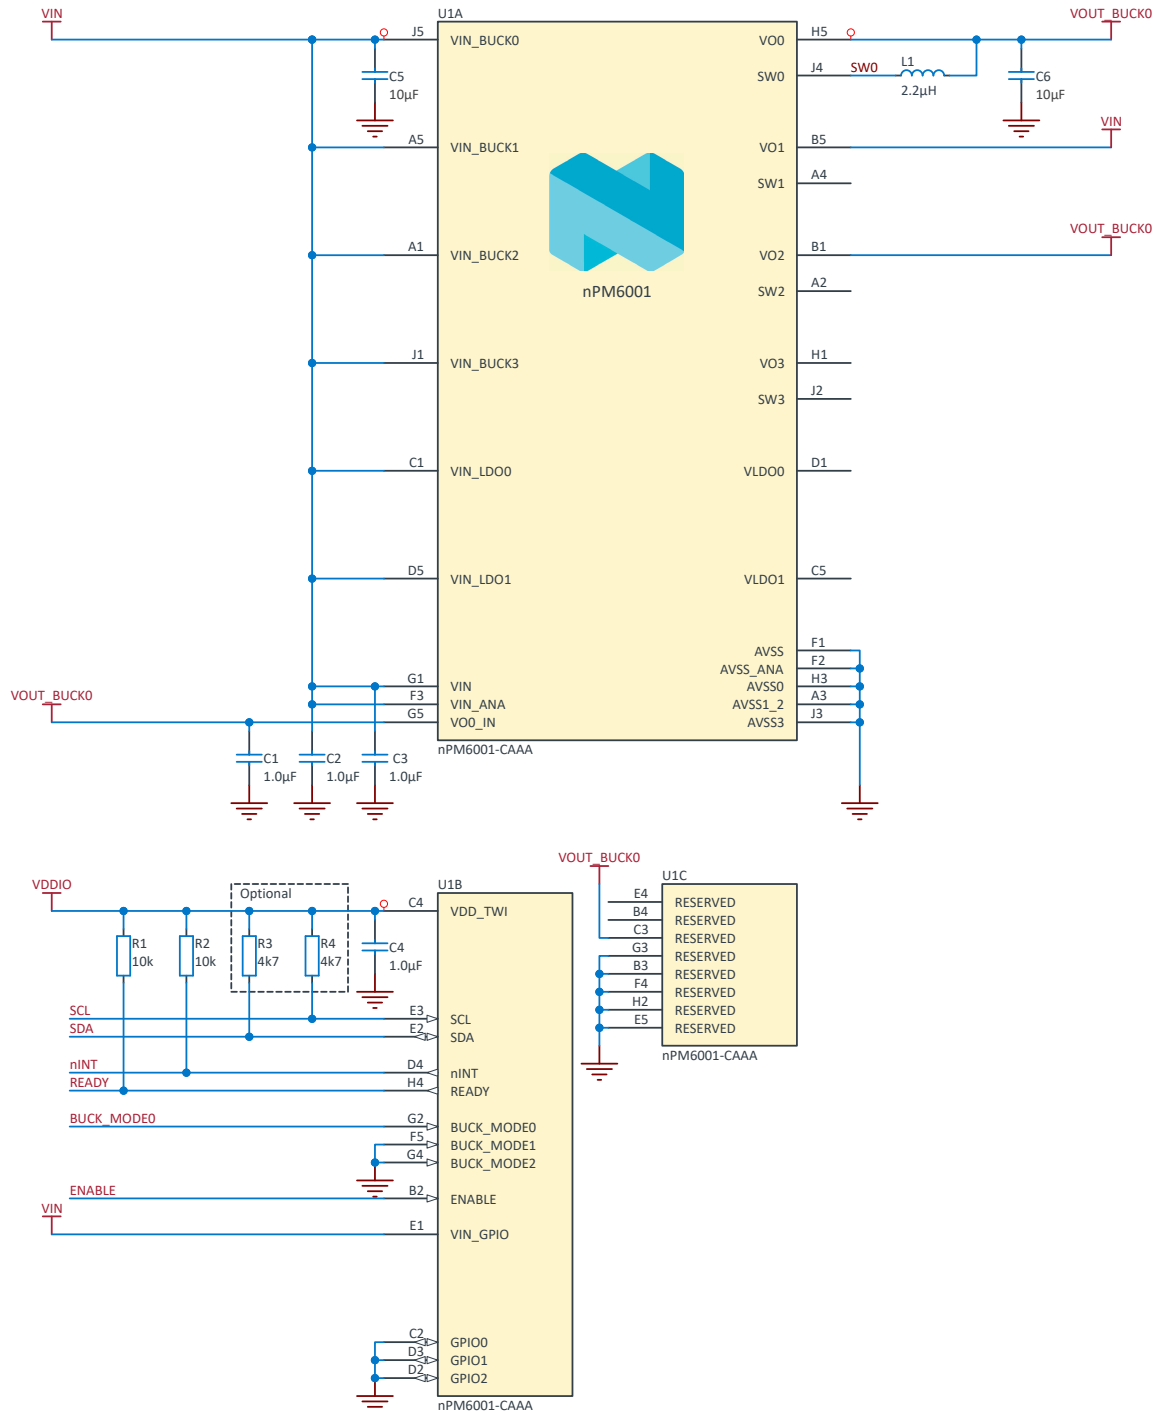 VIN
U1A
VOUT_BUCK0
J5 VIN_BUCK0
VO0 H5
C5
10µF
SW0 J4 SW0 L1
2.2µH
C6
10µF
VIN
A5 VIN_BUCK1
VO1 B5
SW1 A4
VOUT_BUCK0
A1 VIN_BUCK2
VO2 B1
nPM6001
SW2 A2
J1 VIN_BUCK3
VO3 H1
SW3 J2
C1 VIN_LDO0
VLDO0 D1
D5 VIN_LDO1
VLDO1 C5
AVSS F1
AVSS_ANA F2
G1 VIN
AVSS0 H3
VOUT_BUCK0
F3 VIN_ANA
AVSS1_2 A3
G5 VO0_IN
AVSS3 J3
nPM6001-CAAA
C1
1.0µF
C2
1.0µF
C3
1.0µF
VDDIO
Optional
U1B
C4 VDD_TWI
R1
10k
R2
10k
R3
4k7
R4
4k7
C4
1.0µF
SCL E3 SCL
SDA E2 SDA
nINT D4 nINT
READY H4 READY
BUCK_MODE0 G2 BUCK_MODE0
F5 BUCK_MODE1
G4 BUCK_MODE2
ENABLE B2 ENABLE
VIN
E1 VIN_GPIO
C2 GPIO0
D3 GPIO1
D2 GPIO2
nPM6001-CAAA
VOUT_BUCK0
U1C
E4 RESERVED
B4 RESERVED
C3 RESERVED
G3 RESERVED
B3 RESERVED
F4 RESERVED
H2 RESERVED
E5 RESERVED
nPM6001-CAAA